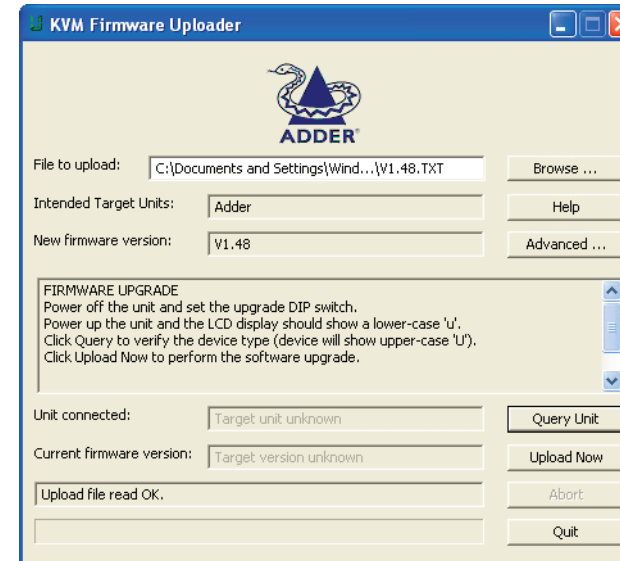 KVM Firmware Uploader
ADDER®
File to upload: C:\Documents and Settings\Wind...\V1.48.TXT Browse ...
Intended Target Units: Adder Help
New firmware version: V1.48 Advanced ...
FIRMWARE UPGRADE
Power off the unit and set the upgrade DIP switch.
Power up the unit and the LCD display should show a lower-case 'u'.
Click Query to verify the device type (device will show upper-case 'U').
Click Upload Now to perform the software upgrade.
Unit connected: Target unit unknown Query Unit
Current firmware version: Target version unknown Upload Now
Upload file read OK. Abort
Quit